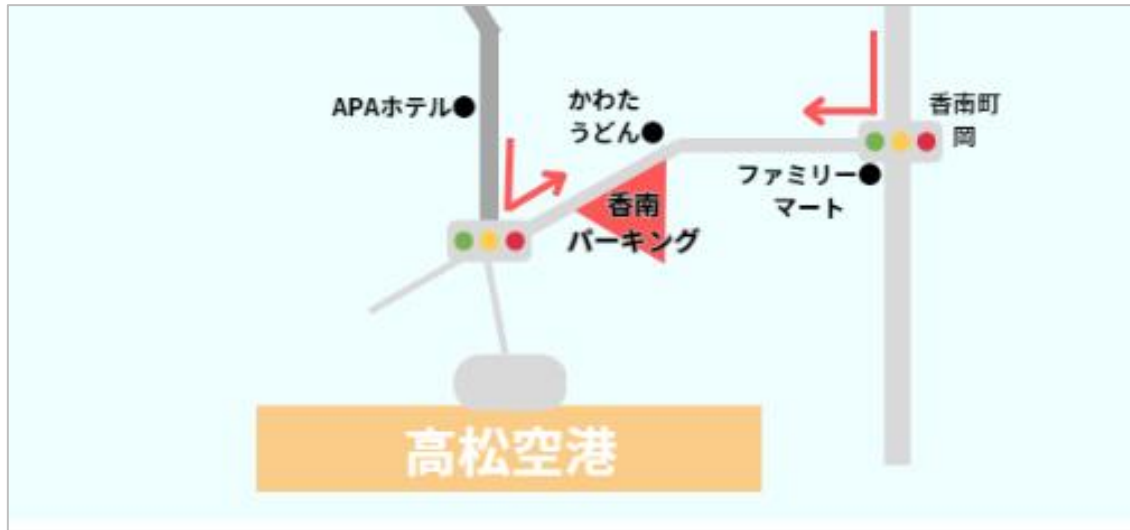 APAホテル
かわた
うどん
香南町
岡
ファミリー
マート
香南
パーキング
高松空港